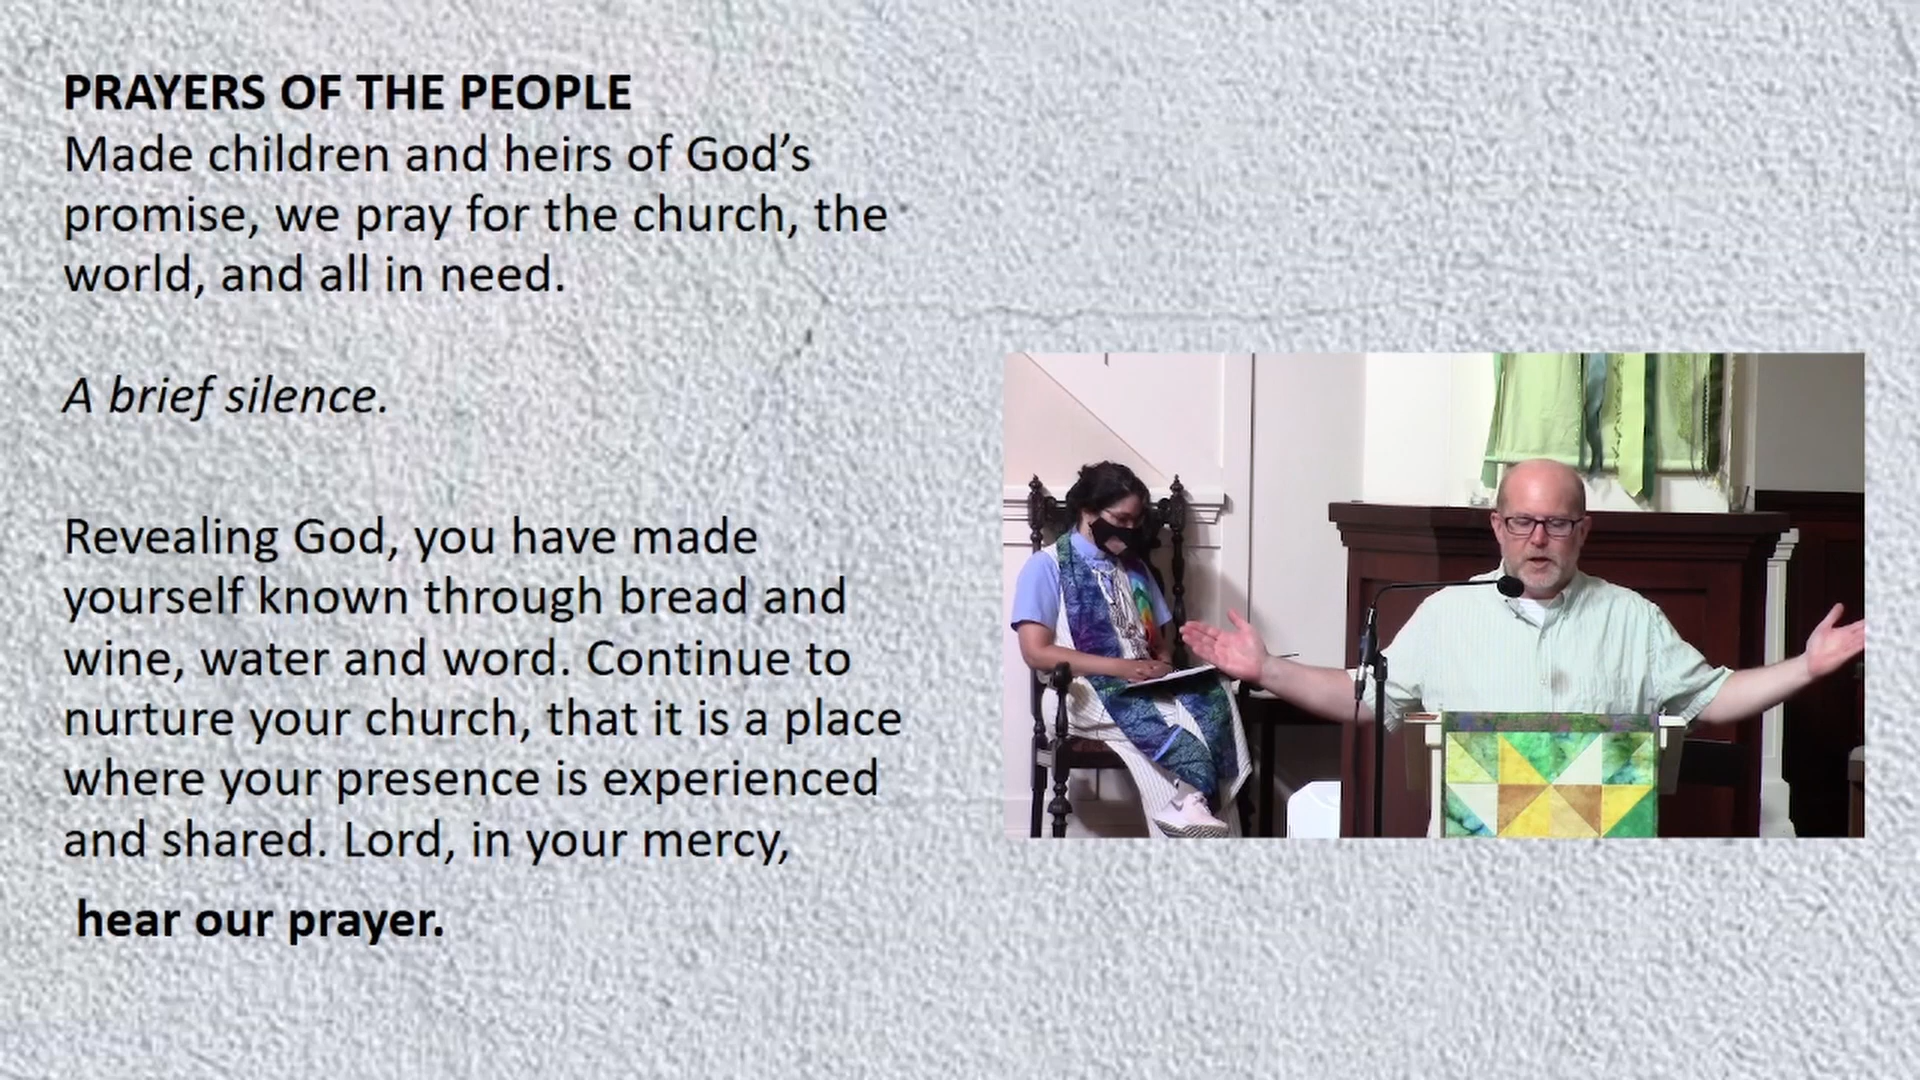 PRAYERS OF THE PEOPLE
Made children and heirs of God’s
promise, we pray for the church, the
world, and all in need.
A brief silence.
Revealing God, you have made
yourself known through bread and
wine, water and word. Continue to
nurture your church, that it is a place
where your presence is experienced
and shared. Lord, in your mercy,
hear our prayer.